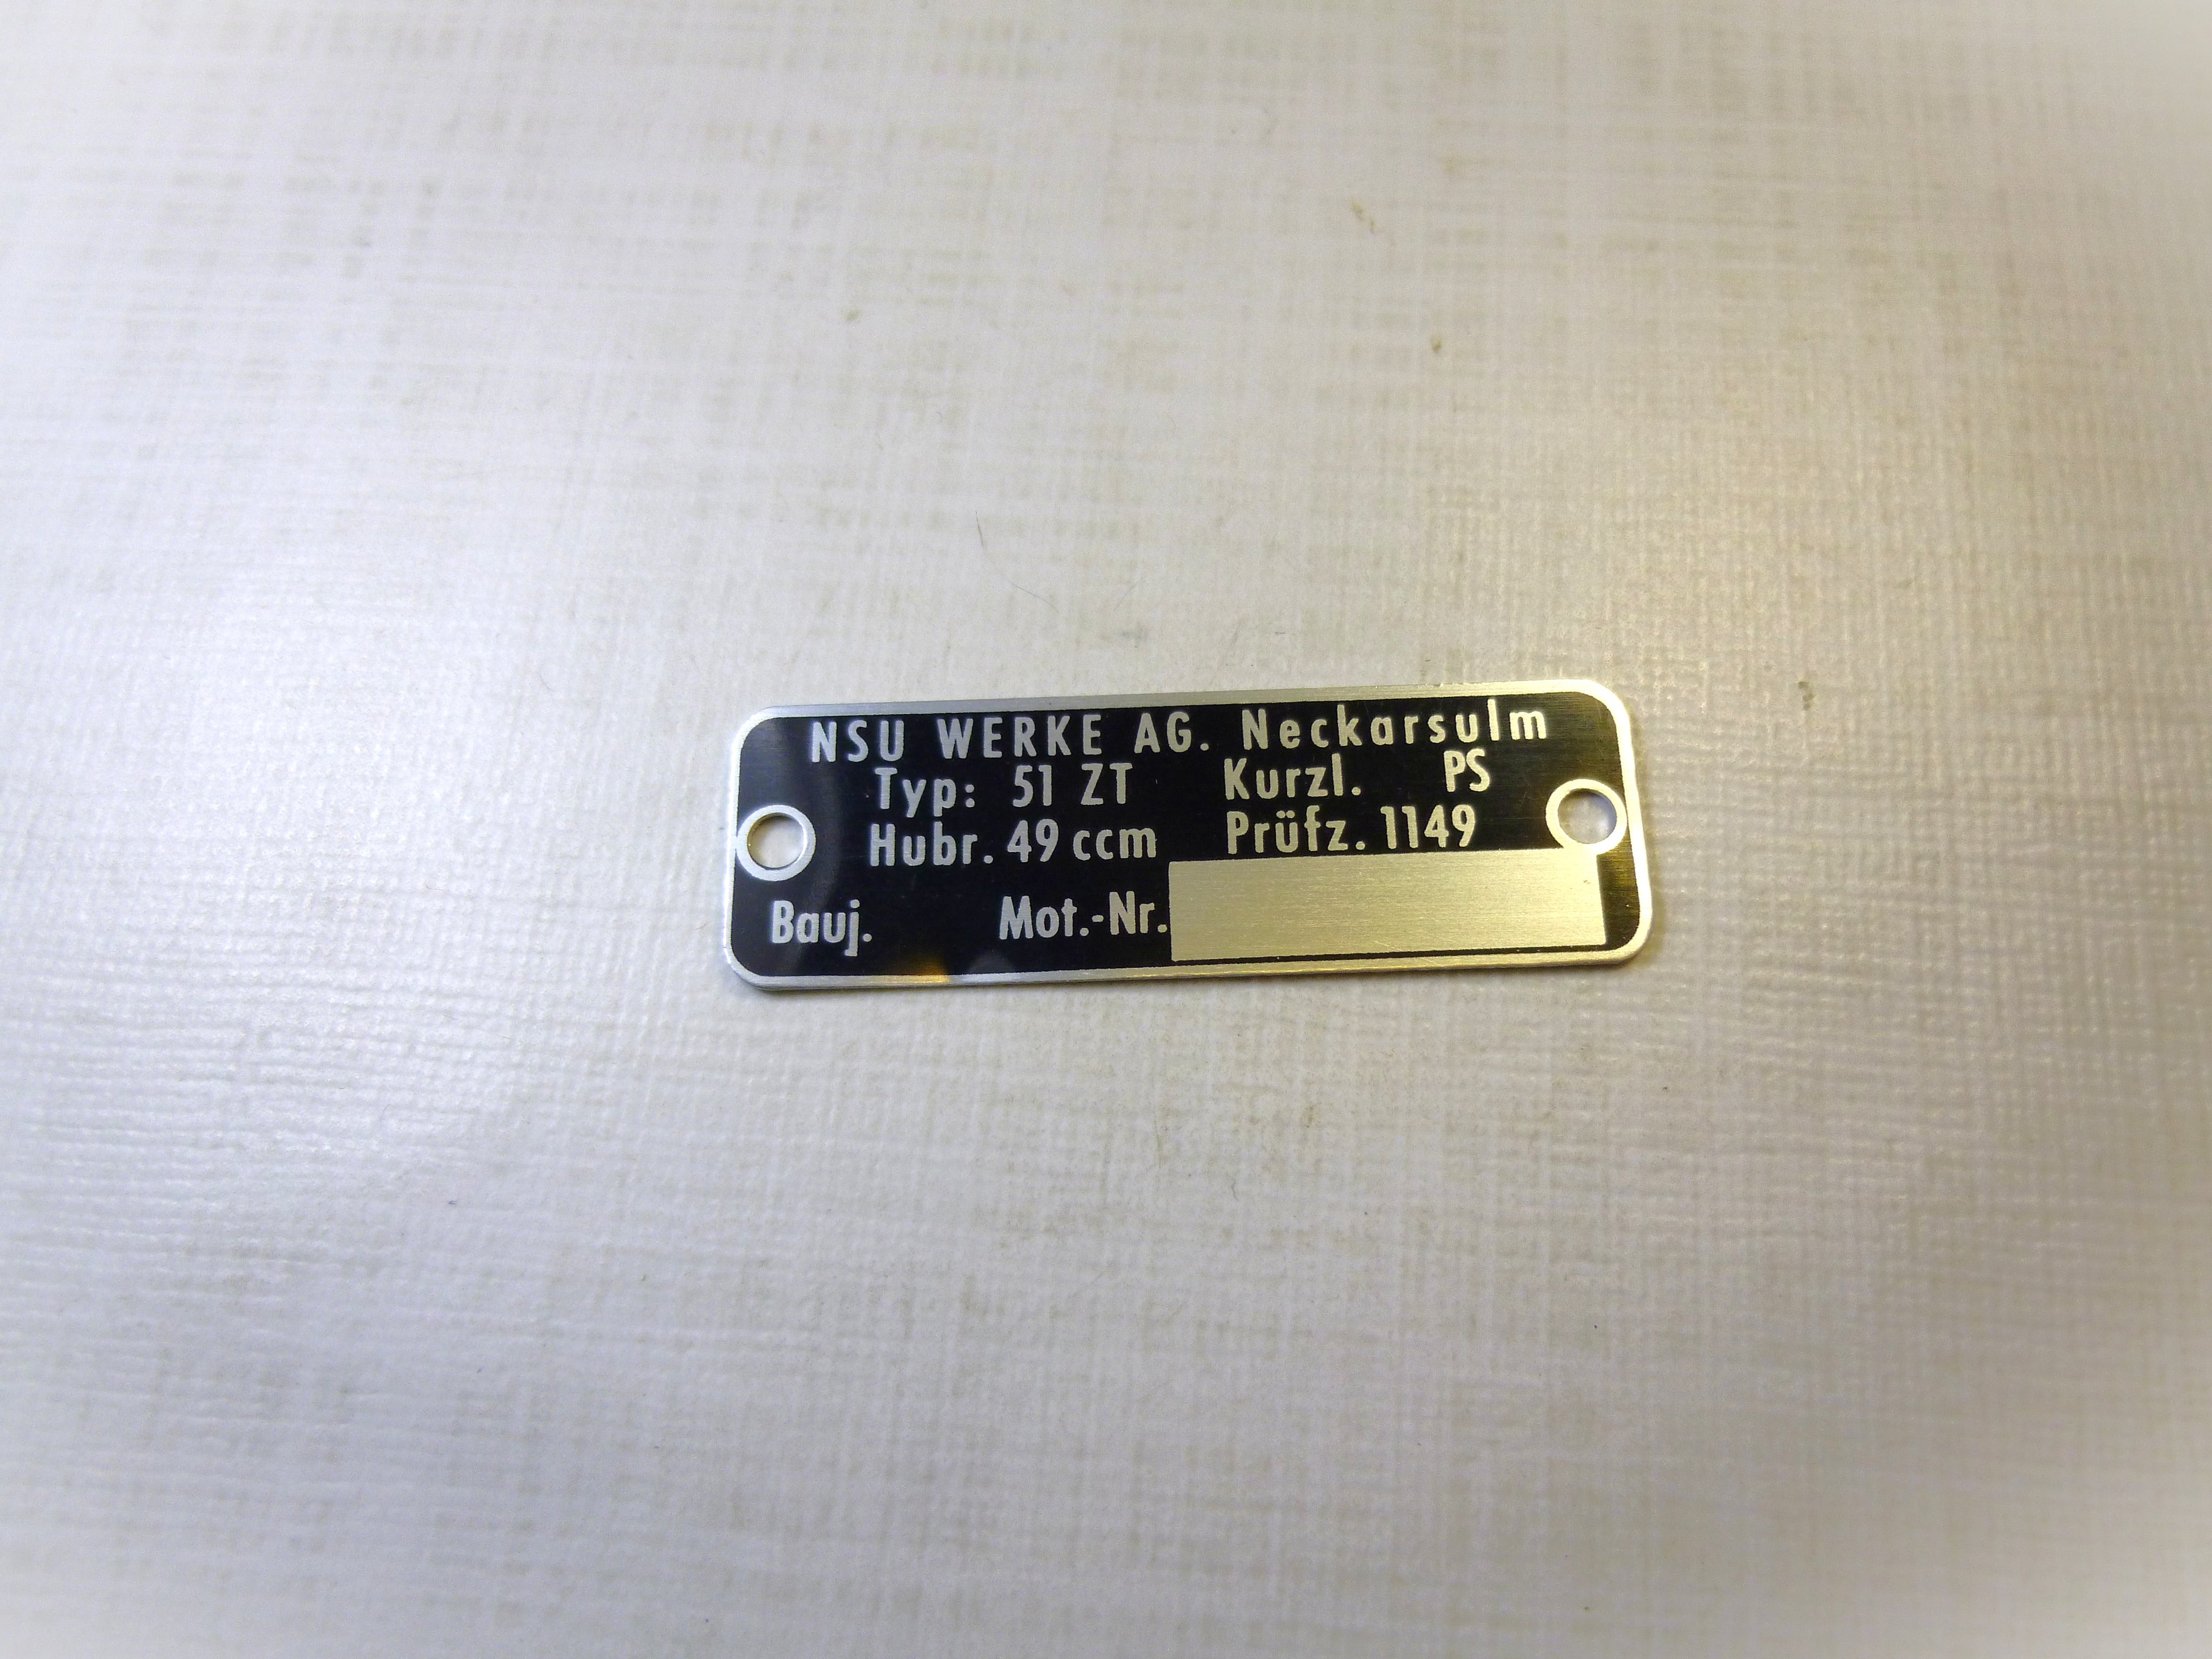 NSU WERKE AG. Neckarsulm
Typ: 51 ZT Kurzl. PS
Hubr. 49 ccm Prüfz. 1149
Bauj. Mot.-Nr.